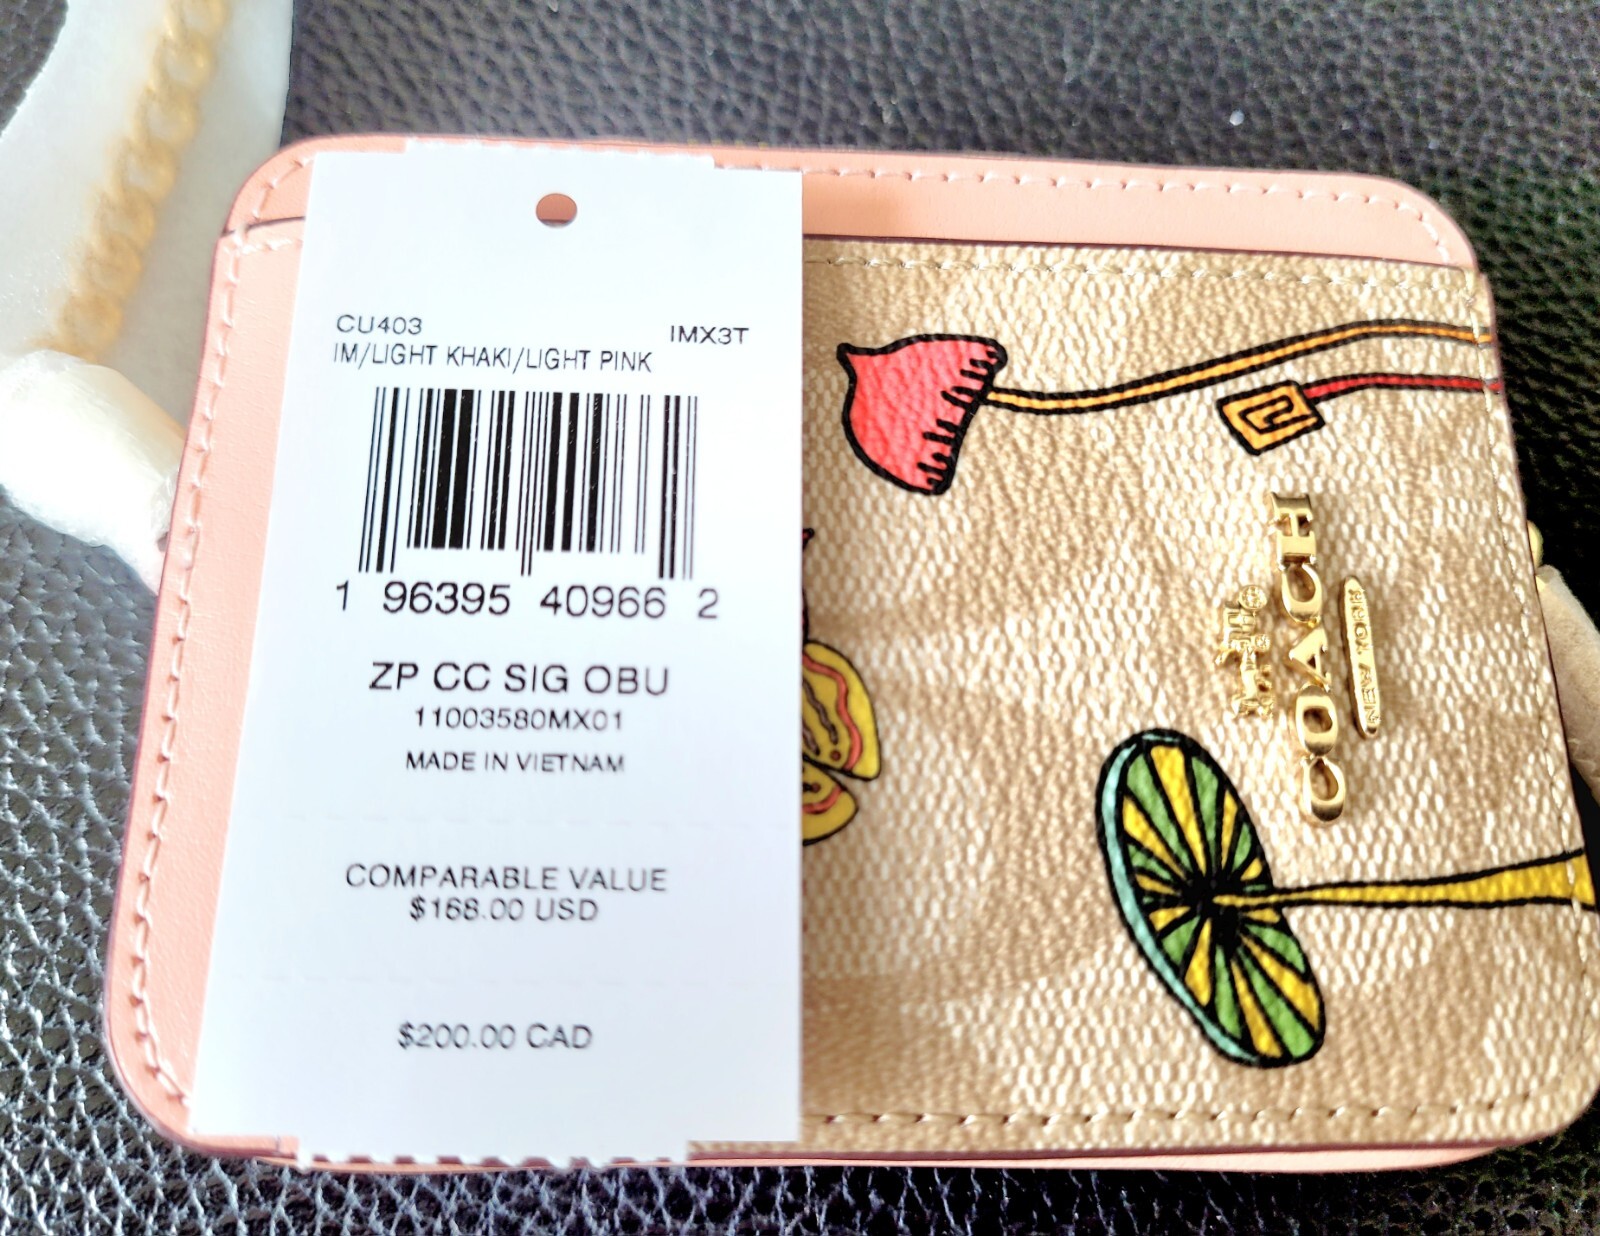 CU403 IMX3T
IM/LIGHT KHAKI/LIGHT PINK
1 96395 40966 2
ZP CC SIG OBU
11003580MX01
MADE IN VIETNAM
COMPARABLE VALUE
$168.00 USD
$200.00 CAD
COACH
NEW YORK